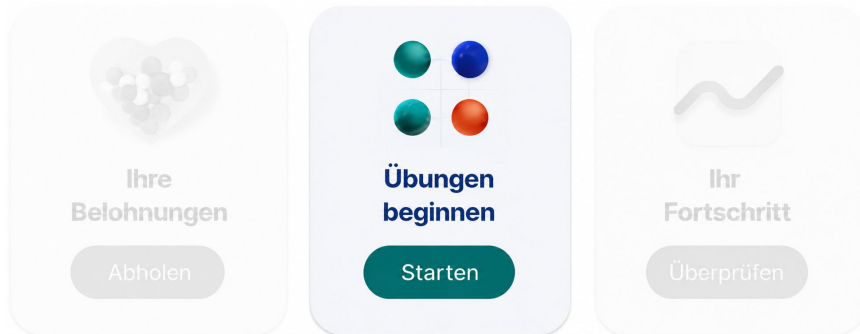 Ihre
Belohnungen
Abholen
Übungen
beginnen
Starten
Ihr
Fortschritt
Überprüfen